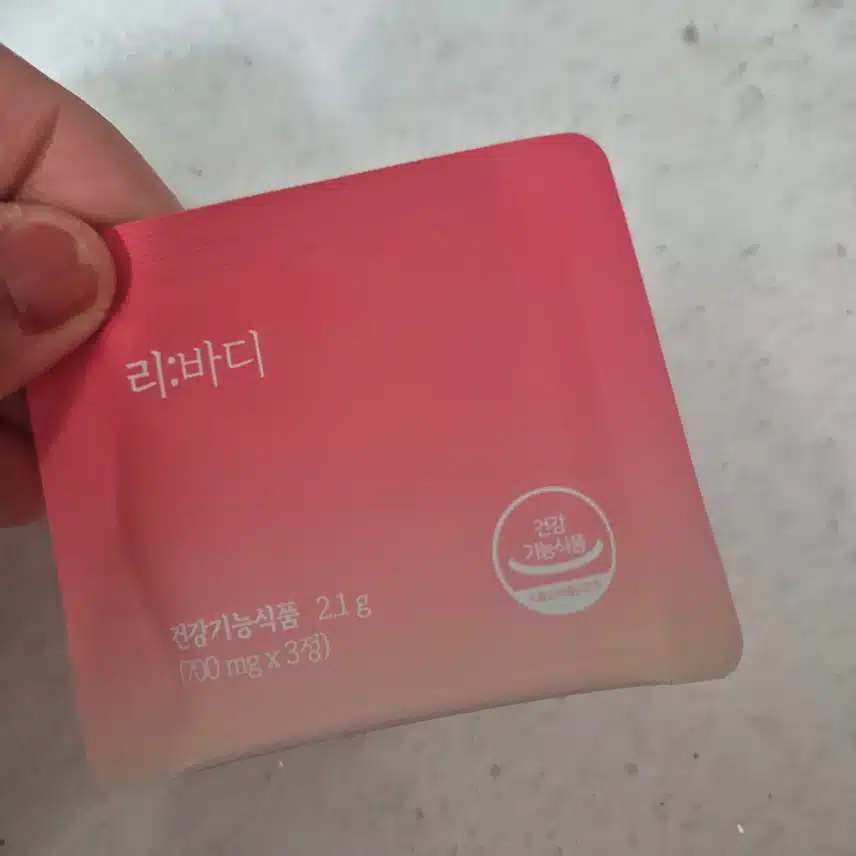 리:바디
건강
기능식품
건강기능식품 2.1 g
(700 mg x 3정)